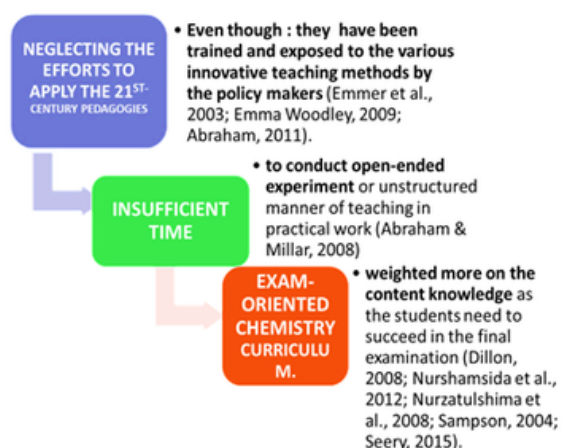 NEGLECTING THE
EFFORTS TO
APPLY THE 21ST-
CENTURY PEDAGOGIES
• Even though : they have been
trained and exposed to the various
innovative teaching methods by
the policy makers (Emmer et al.,
2003; Emma Woodley, 2009;
Abraham, 2011).
INSUFFICIENT
TIME
• to conduct open-ended
experiment or unstructured
manner of teaching in
practical work (Abraham &
Millar, 2008)
EXAM-
ORIENTED
CHEMISTRY
CURRICULU
M.
• weighted more on the
content knowledge as
the students need to
succeed in the final
examination (Dillon,
2008; Nurshamsida et al.,
2012; Nurzatulshima et
al., 2008; Sampson, 2004;
Seery, 2015).